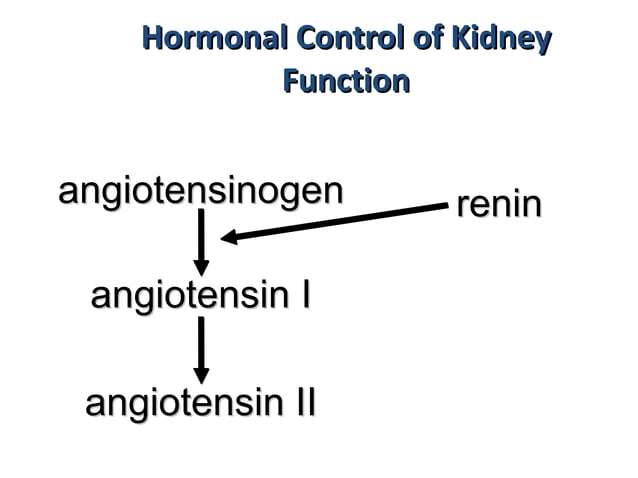 Hormonal Control of Kidney
Function
angiotensinogen
renin
angiotensin I
angiotensin II